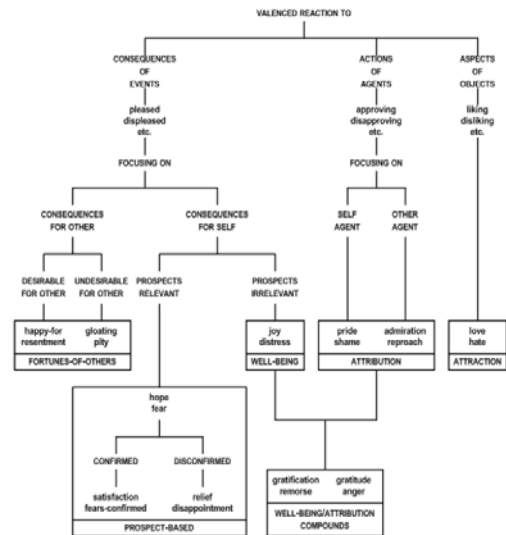 VALENCED REACTION TO
CONSEQUENCES
OF
EVENTS
ACTIONS
OF
AGENTS
ASPECTS
OF
OBJECTS
pleased
displeased
etc.
approving
disapproving
etc.
liking
disliking
etc.
FOCUSING ON
FOCUSING ON
CONSEQUENCES
FOR OTHER
CONSEQUENCES
FOR SELF
SELF
AGENT
OTHER
AGENT
DESIRABLE
FOR OTHER
UNDESIRABLE
FOR OTHER
PROSPECTS
RELEVANT
PROSPECTS
IRRELEVANT
happy-for
resentment
gloating
pity
FORTUNES-OF-OTHERS
joy
distress
WELL-BEING
pride
shame
admiration
reproach
ATTRIBUTION
love
hate
ATTRACTION
hope
fear
CONFIRMED
DISCONFIRMED
satisfaction
fears-confirmed
relief
disappointment
PROSPECT-BASED
gratification
remorse
gratitude
anger
WELL-BEING/ATTRIBUTION
COMPOUNDS